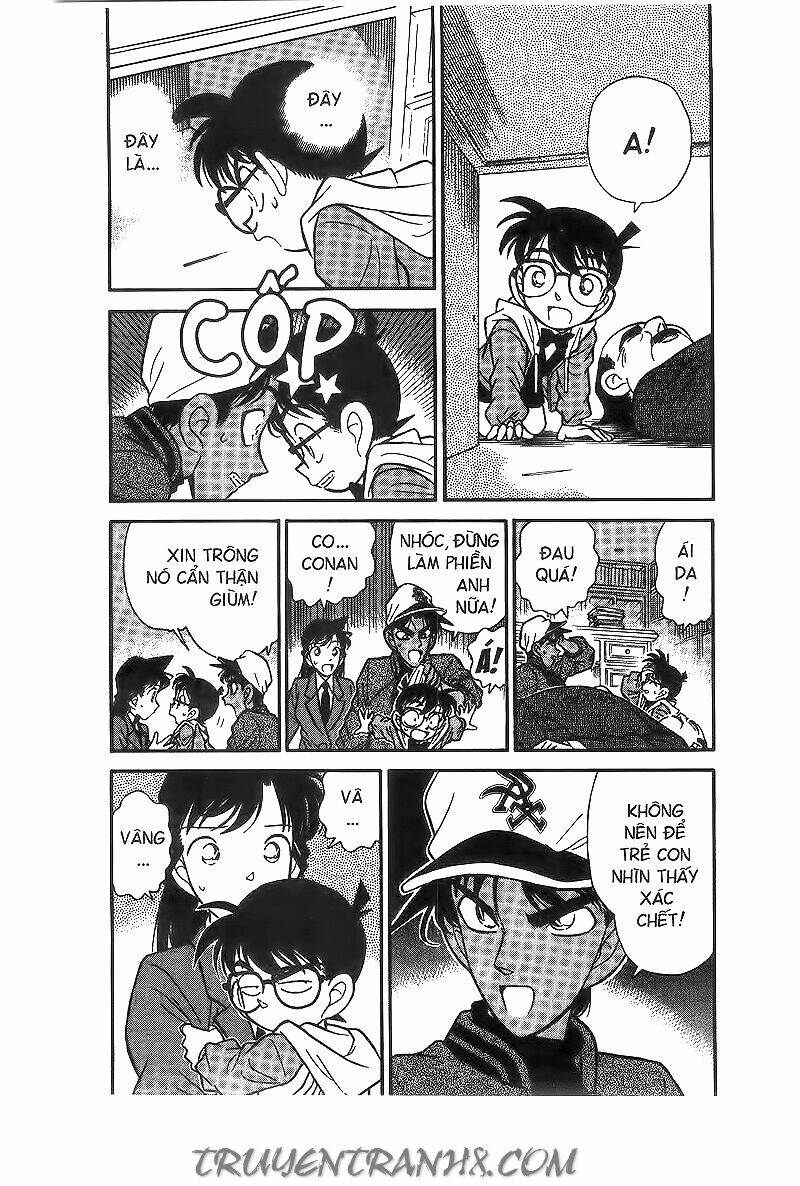 A!
ĐÂY
...
ĐÂY
LÀ...
CỐP
ÁI
DA
!
ĐAU
QUÁ!
NHÓC, ĐỪNG
LÀM PHIỀN
ANH
NỮA!
Á!
CO...
CONAN
!
XIN TRÔNG
NÓ CẨN THẬN
GIÙM!
KHÔNG
NÊN ĐỂ
TRẺ CON
NHÌN THẤY
XÁC
CHẾT!
VÂ
...
VÂNG
...
TRUYENTRANH8.COM